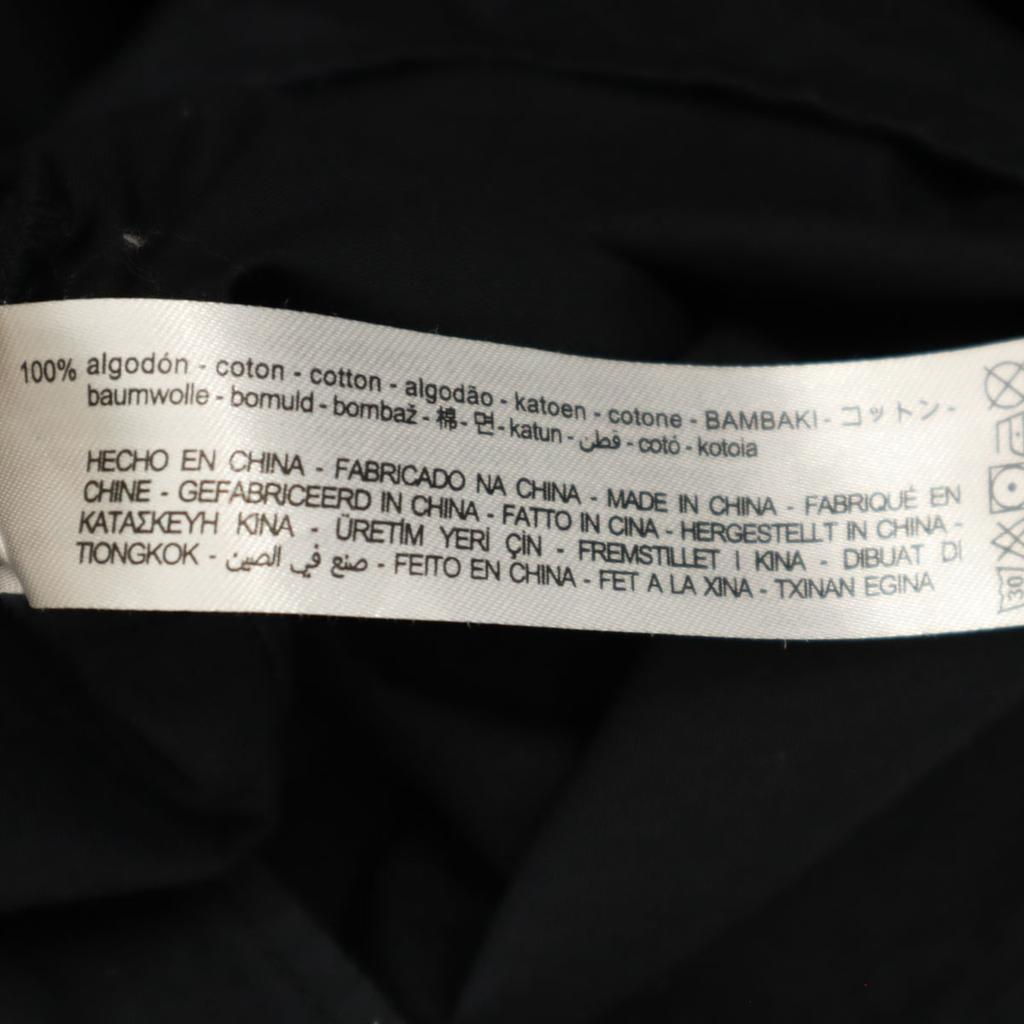 100% algodón - coton - cotton - algodão - katoen - cotone - BAMBAKI - コットン -
baumwolle - bomuld - bombaž - 棉 - 면 - katun - قطن - cotó - kotoia
HECHO EN CHINA - FABRICADO NA CHINA - MADE IN CHINA - FABRIQUÉ EN
CHINE - GEFABRICEERD IN CHINA - FATTO IN CINA - HERGESTELLT IN CHINA -
ΚΑΤΑΣΚΕΥΗ ΚΙΝΑ - ÜRETİM YERİ ÇİN - FREMSTILLET I KINA - DIBUAT DI
TIONGKOK - صنع في الصين - FEITO EN CHINA - FET A LA XINA - TXINAN EGINA
30